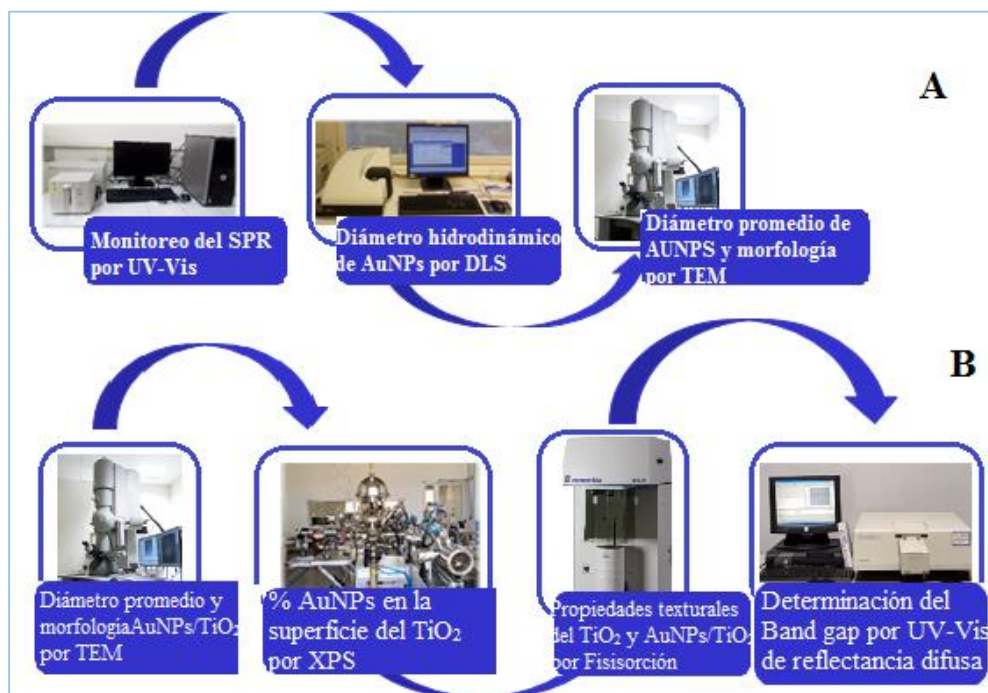 A
Monitoreo del SPR
por UV-Vis
Diámetro hidrodinámico
de AuNPs por DLS
Diámetro promedio de
AUNPS y morfología
por TEM
B
Diámetro promedio y
morfologíaAuNPs/TiO₂
por TEM
% AuNPs en la
superficie del TiO₂
por XPS
Propiedades texturales
del TiO₂ y AuNPs/TiO₂
por Fisisorción
Determinación del
Band gap por UV-Vis
de reflectancia difusa